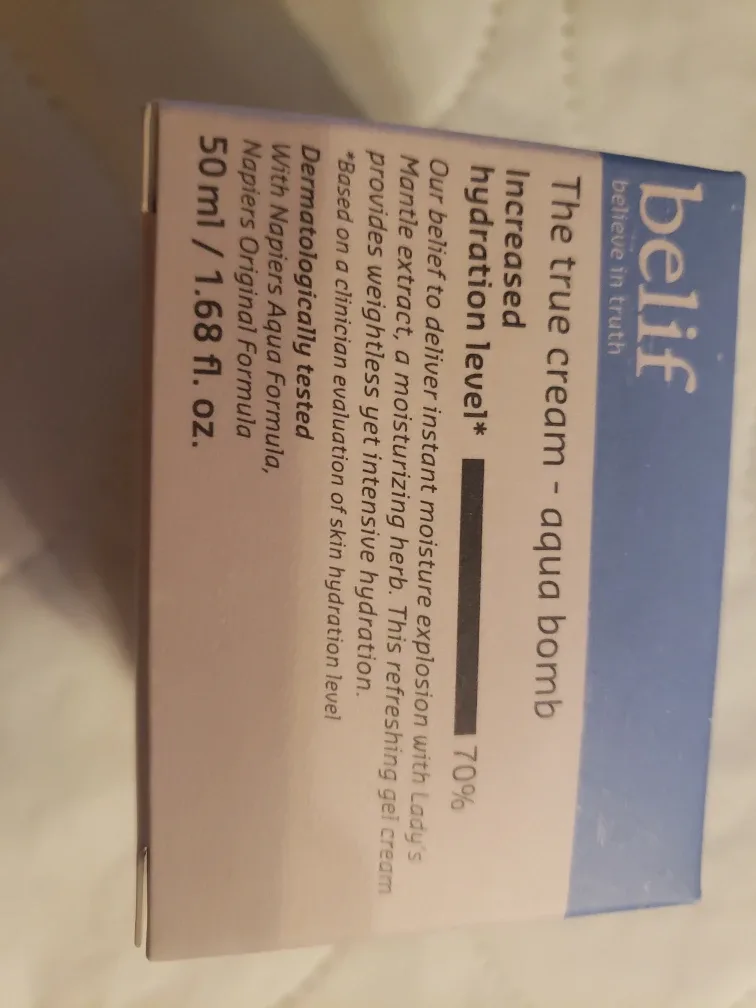 belif
believe in truth
The true cream - aqua bomb
Increased
hydration level* 70%
Our belief to deliver instant moisture explosion with Lady's
Mantle extract, a moisturizing herb. This refreshing gel cream
provides weightless yet intensive hydration.
*Based on a clinician evaluation of skin hydration level
Dermatologically tested
With Napiers Aqua Formula,
Napiers Original Formula
50 ml / 1.68 fl. oz.